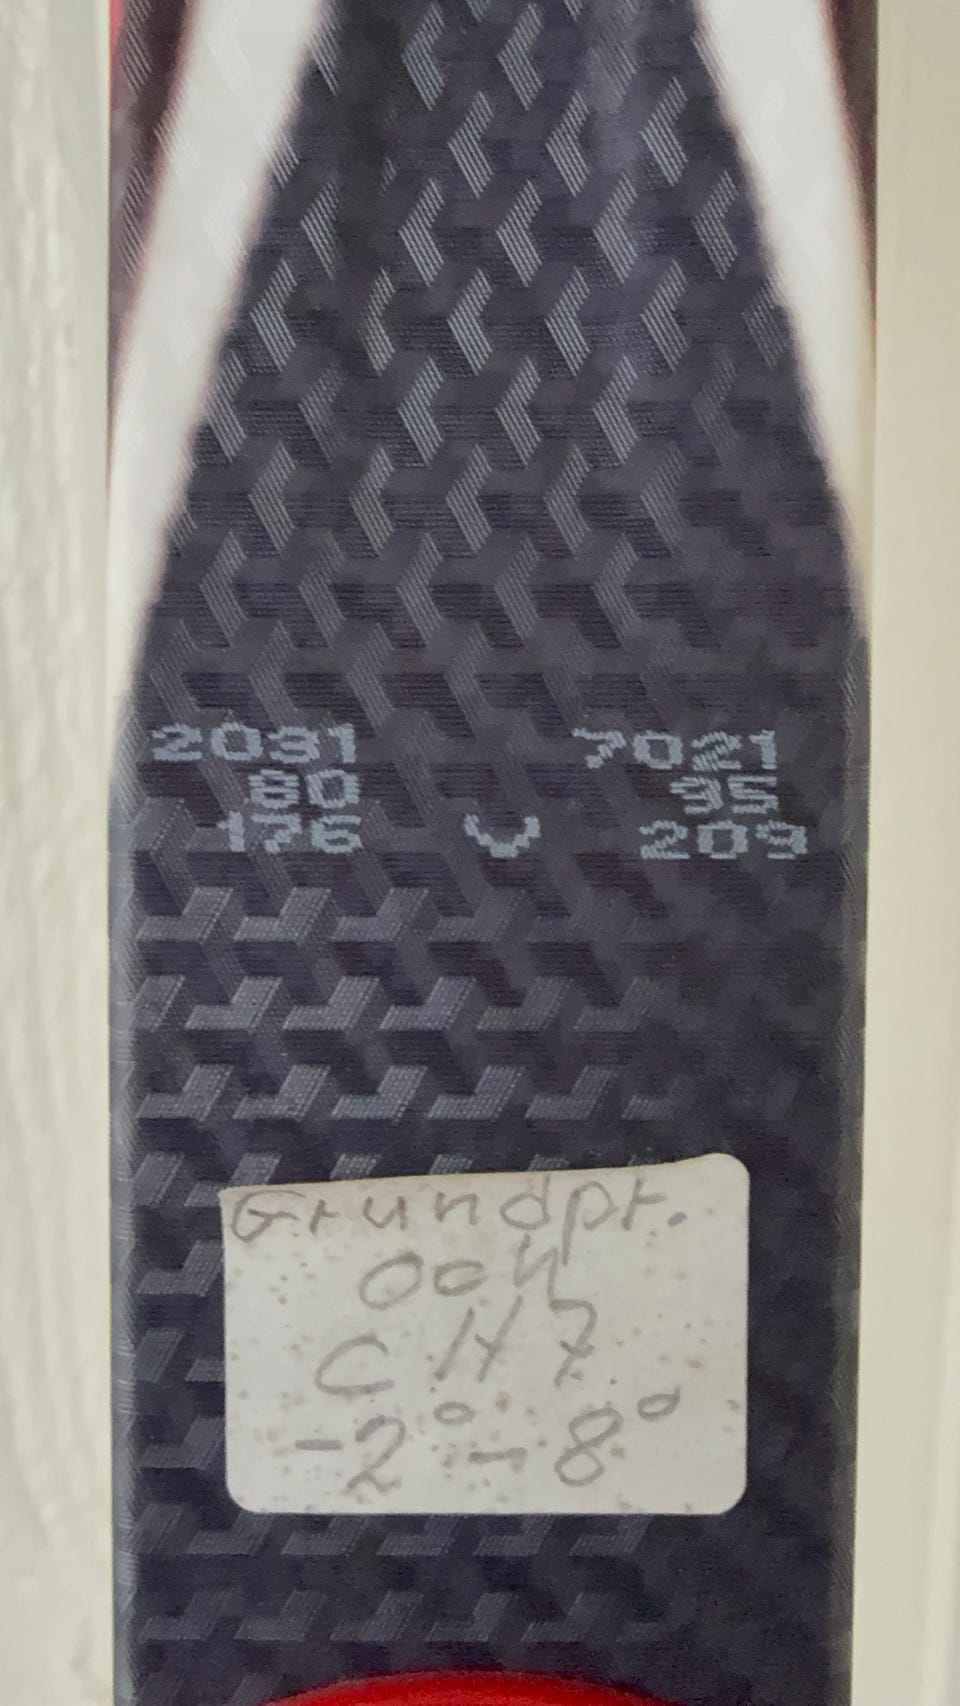 2031 7021
80 95
176 V 209
Grundpr.
och
CH7
-2°- 8°